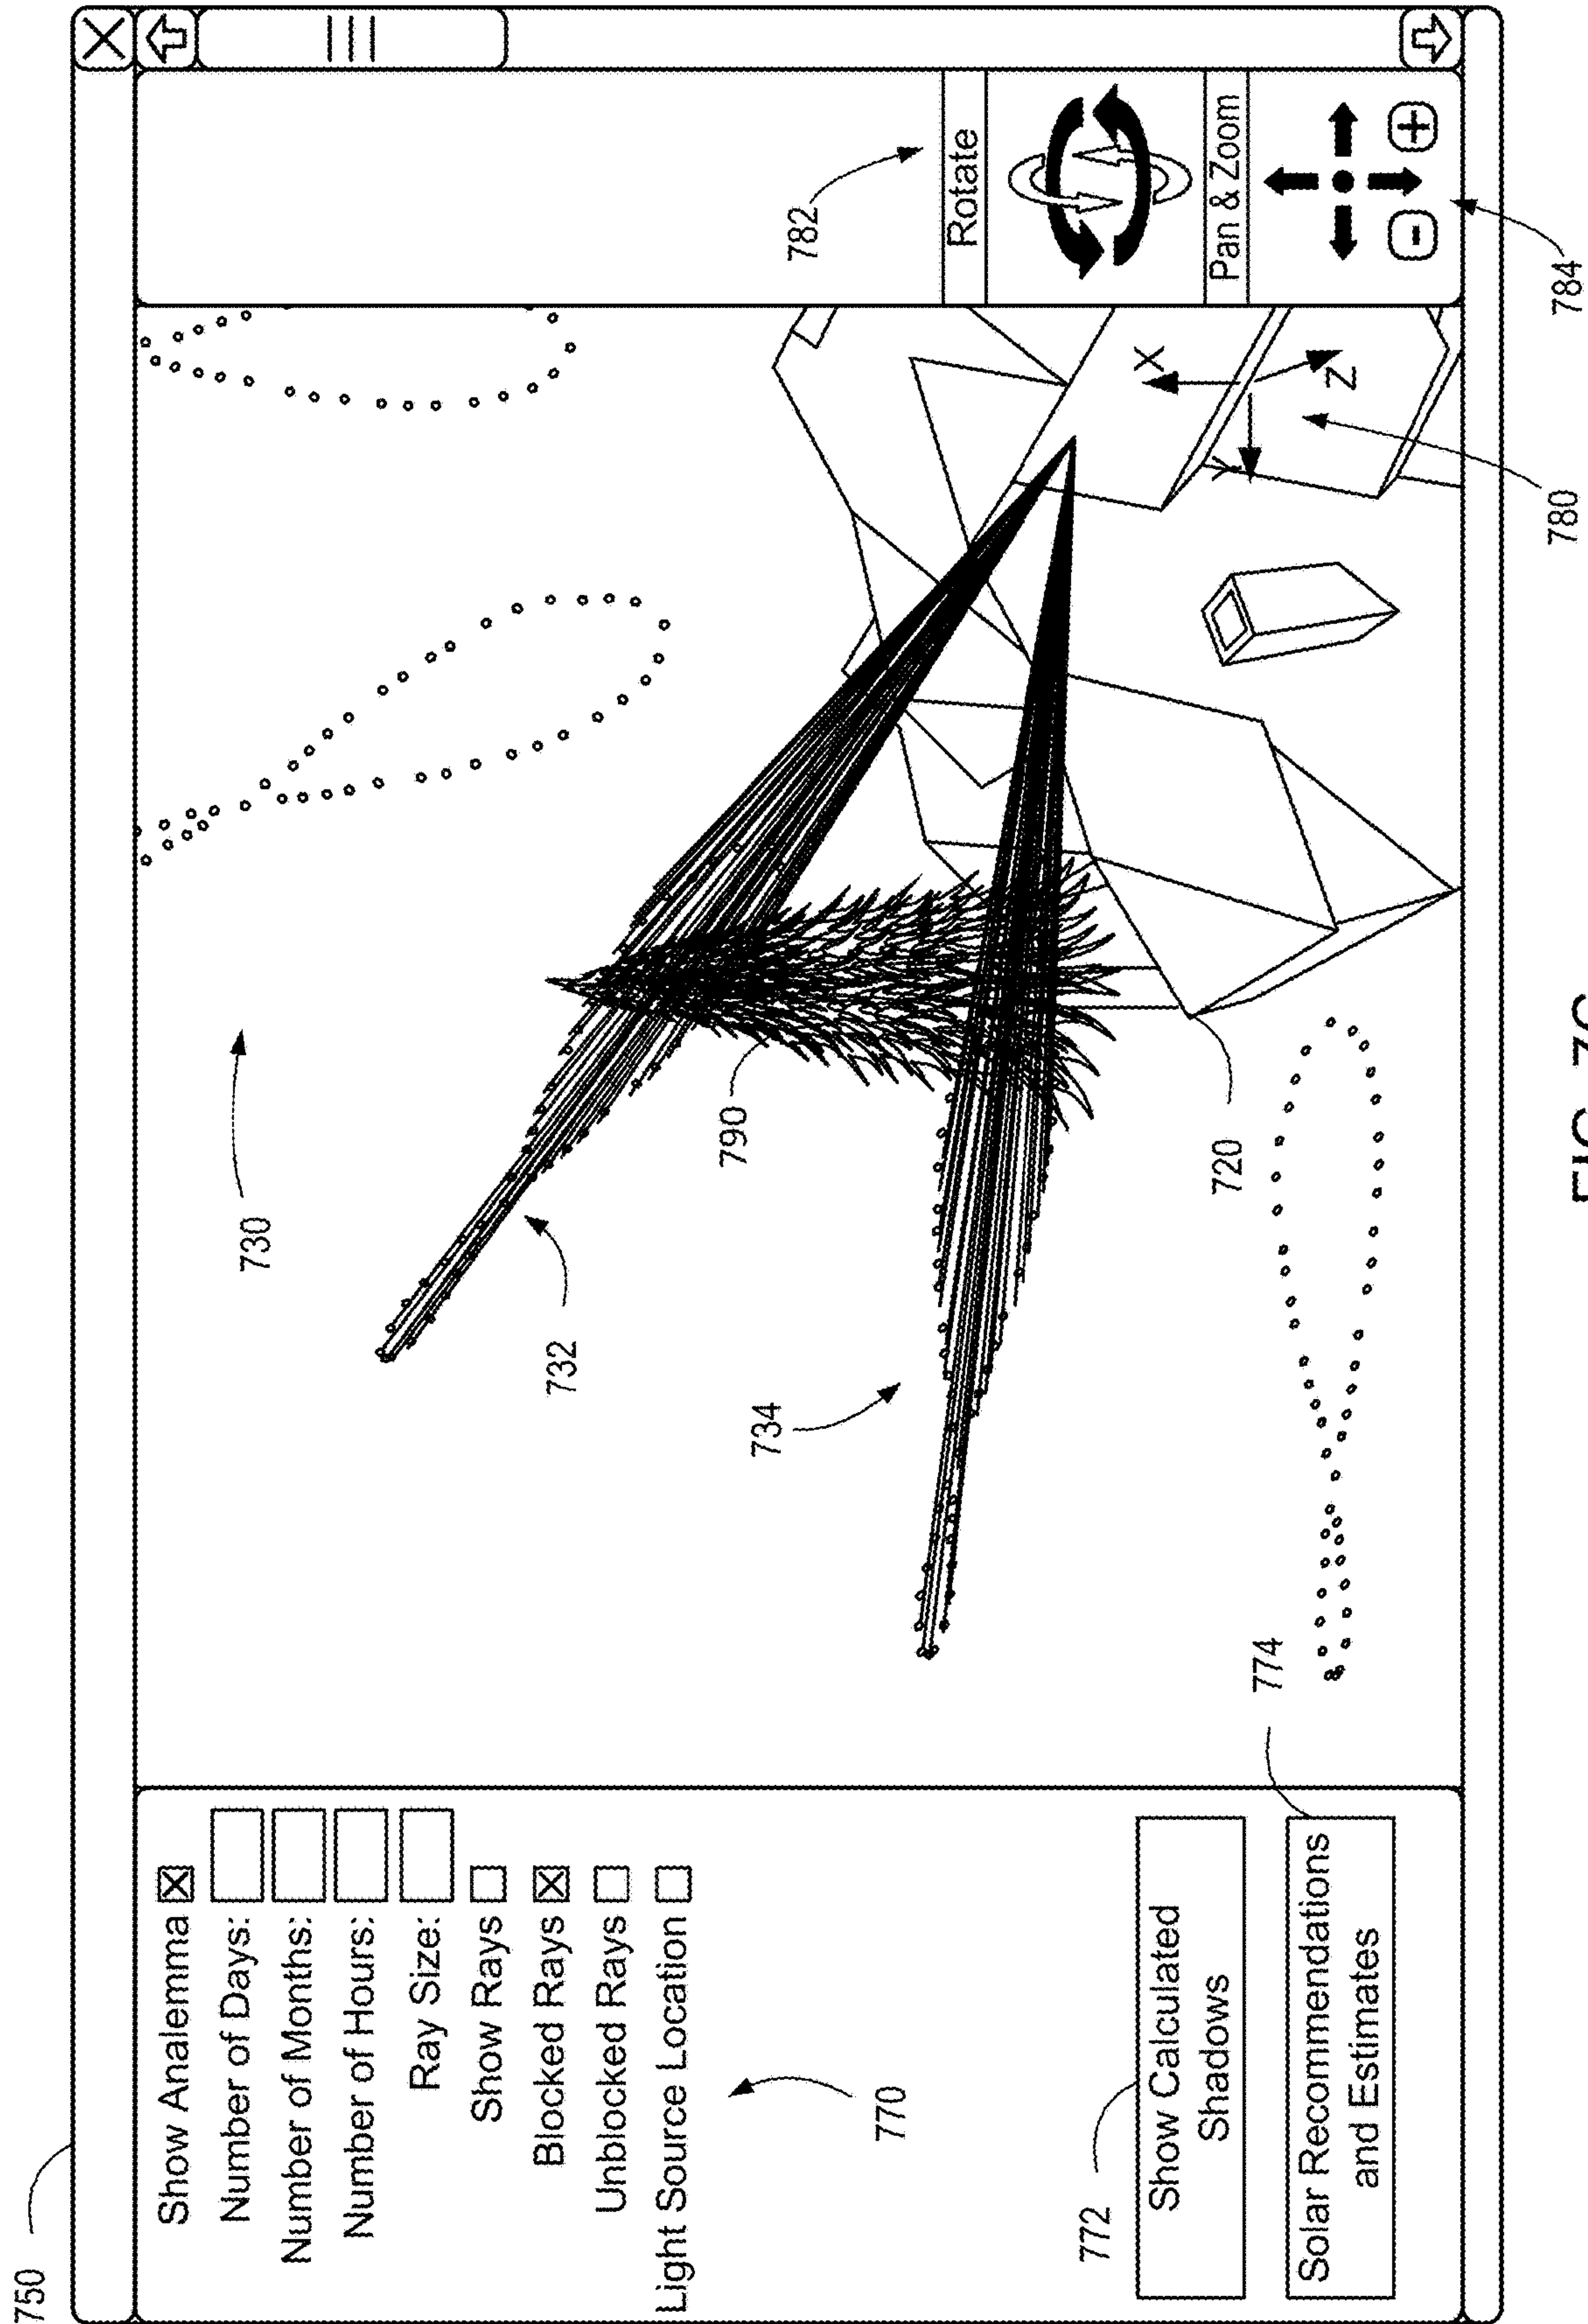 750
Show Analemma
Number of Days:
Number of Months:
Number of Hours:
Ray Size:
Show Rays
Blocked Rays
Unblocked Rays
Light Source Location
770
772
Show Calculated
Shadows
774
Solar Recommendations
and Estimates
730
732
734
790
720
X
Y
Z
780
782
Rotate
Pan & Zoom
- +
784